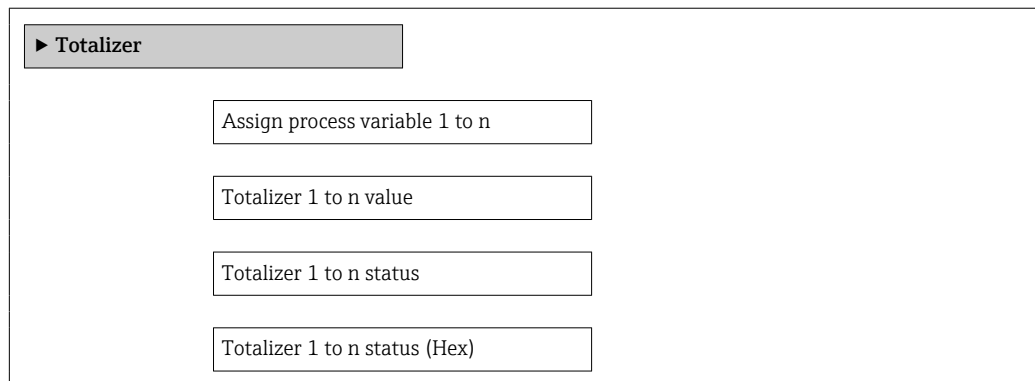 ► Totalizer
Assign process variable 1 to n
Totalizer 1 to n value
Totalizer 1 to n status
Totalizer 1 to n status (Hex)